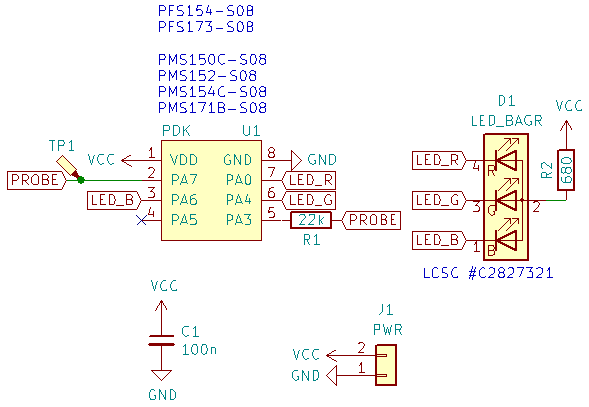 PFS154-S08
PFS173-S08
PMS150C-S08
PMS152-S08
PMS154C-S08
PMS171B-S08
PDK U1
TP1
VCC 1 VDD GND 8 GND
PROBE 2 PA7 PA0 7 LED_R
LED_B 3 PA6 PA4 6 LED_G
4 PA5 PA3 5 22k PROBE
R1
D1
LED_BAGR
VCC
R2 680
LED_R 4 R
LED_G 3 G 2
LED_B 1 B
LCSC #C2827321
VCC
C1
100n
GND
J1
PWR
VCC 2
GND 1